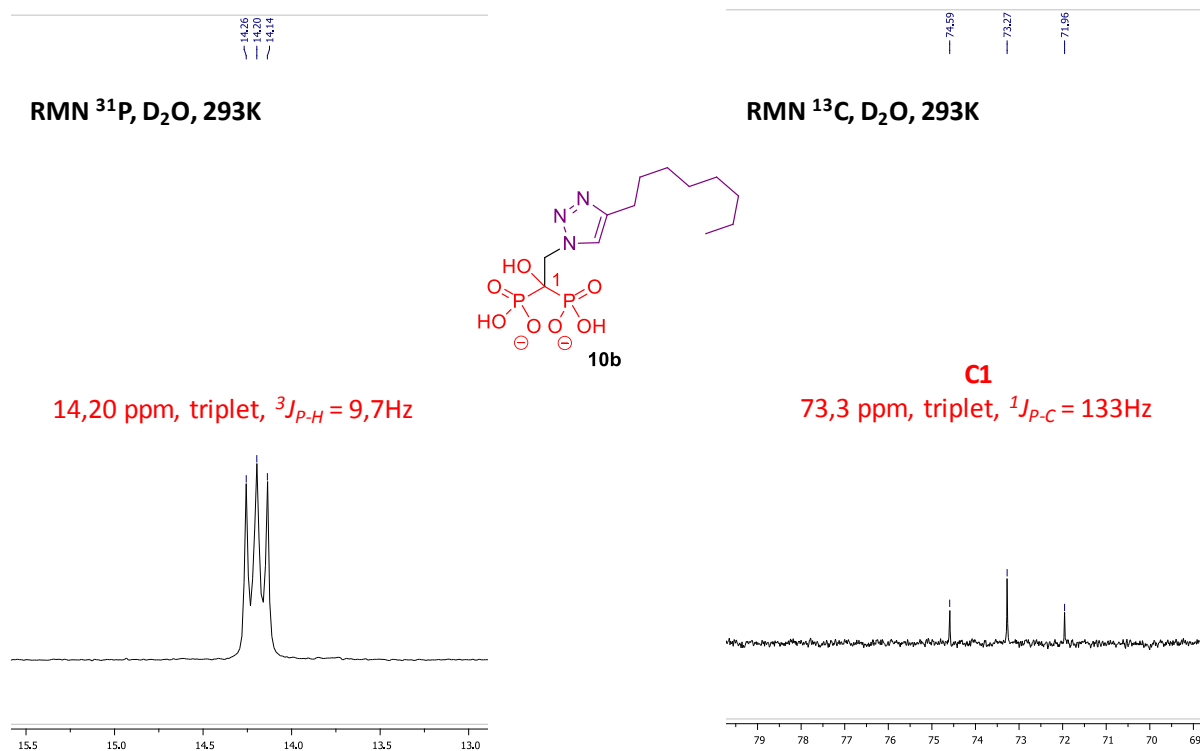 14.26
14.20
14.14
RMN ³¹P, D₂O, 293K
14,20 ppm, triplet, ³J_P-H = 9,7Hz
15.5 15.0 14.5 14.0 13.5 13.0
N
N
N
HO
1
O
P
P
O
HO
O
O
OH
⊖
⊖
10b
74.59
73.27
71.96
RMN ¹³C, D₂O, 293K
C1
73,3 ppm, triplet, ¹J_P-C = 133Hz
79 78 77 76 75 74 73 72 71 70 69